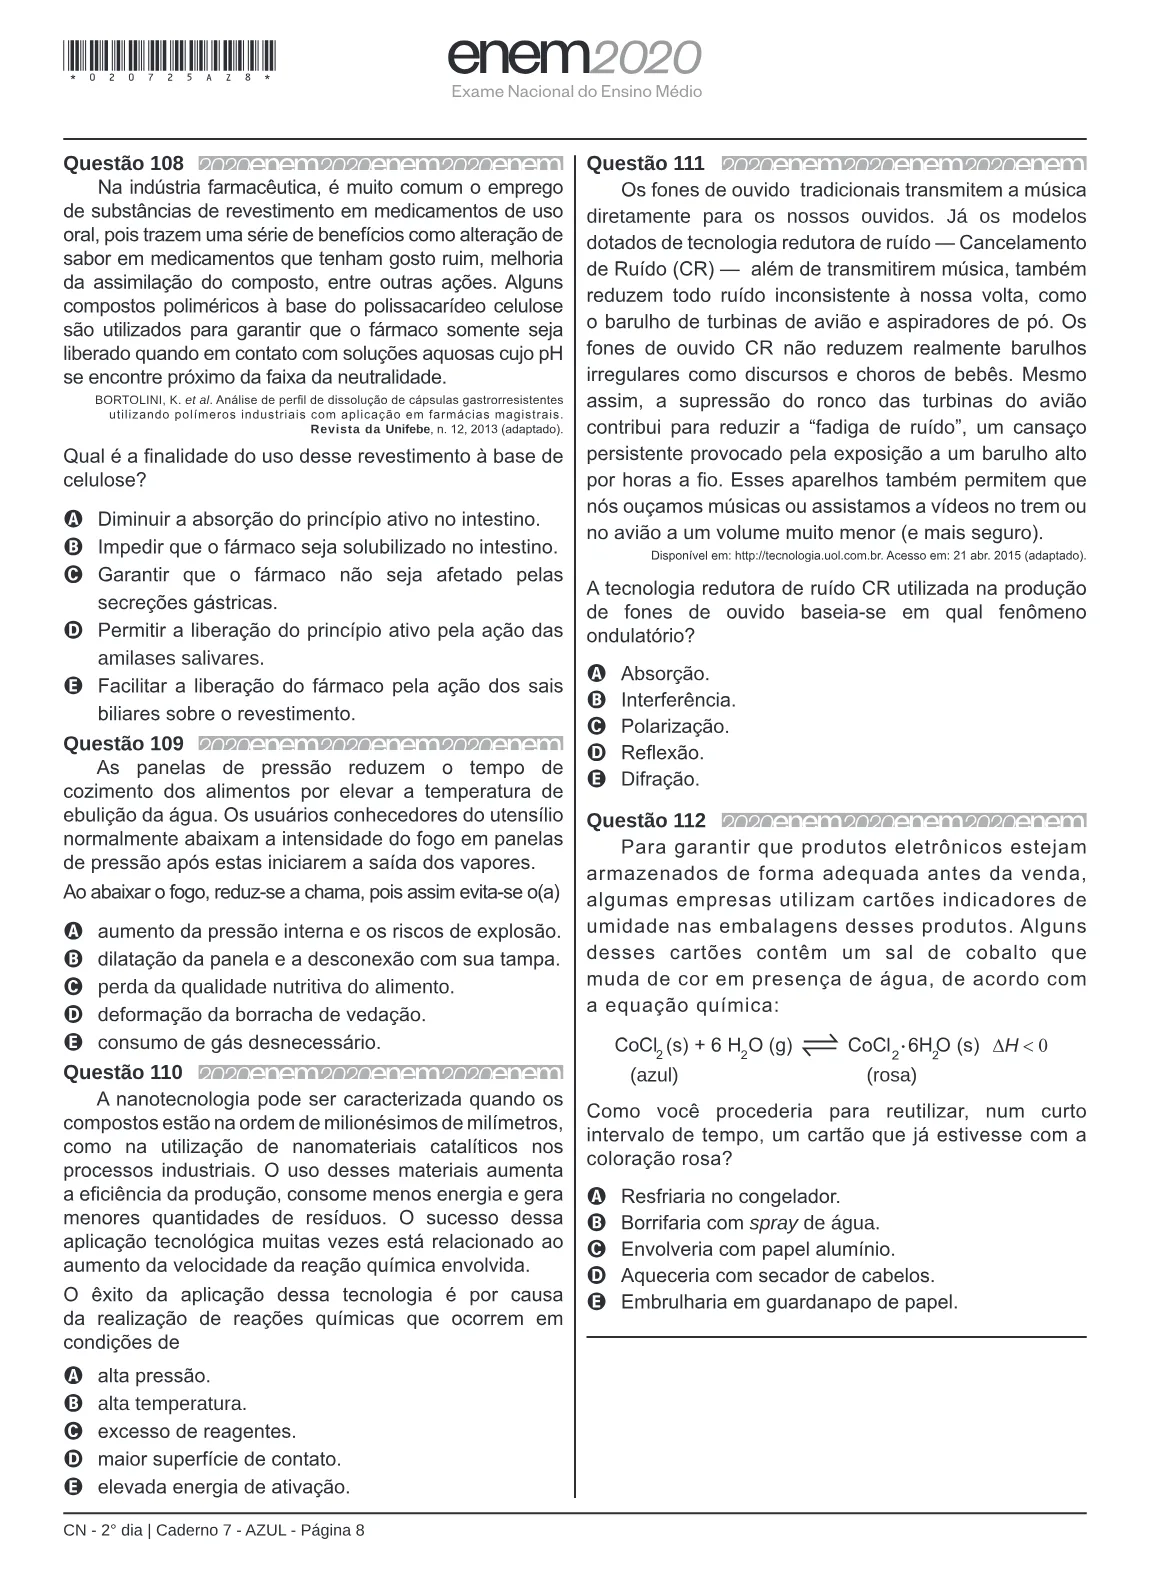 *020725AZ8*
enem2020
Exame Nacional do Ensino Médio
Questão 108 2020enem2020enem2020enem
Na indústria farmacêutica, é muito comum o emprego
de substâncias de revestimento em medicamentos de uso
oral, pois trazem uma série de benefícios como alteração de
sabor em medicamentos que tenham gosto ruim, melhoria
da assimilação do composto, entre outras ações. Alguns
compostos poliméricos à base do polissacarídeo celulose
são utilizados para garantir que o fármaco somente seja
liberado quando em contato com soluções aquosas cujo pH
se encontre próximo da faixa da neutralidade.
BORTOLINI, K. et al. Análise de perfil de dissolução de cápsulas gastrorresistentes
utilizando polímeros industriais com aplicação em farmácias magistrais.
Revista da Unifebe, n. 12, 2013 (adaptado).
Qual é a finalidade do uso desse revestimento à base de
celulose?
A Diminuir a absorção do princípio ativo no intestino.
B Impedir que o fármaco seja solubilizado no intestino.
C Garantir que o fármaco não seja afetado pelas
secreções gástricas.
D Permitir a liberação do princípio ativo pela ação das
amilases salivares.
E Facilitar a liberação do fármaco pela ação dos sais
biliares sobre o revestimento.
Questão 109 2020enem2020enem2020enem
As panelas de pressão reduzem o tempo de
cozimento dos alimentos por elevar a temperatura de
ebulição da água. Os usuários conhecedores do utensílio
normalmente abaixam a intensidade do fogo em panelas
de pressão após estas iniciarem a saída dos vapores.
Ao abaixar o fogo, reduz-se a chama, pois assim evita-se o(a)
A aumento da pressão interna e os riscos de explosão.
B dilatação da panela e a desconexão com sua tampa.
C perda da qualidade nutritiva do alimento.
D deformação da borracha de vedação.
E consumo de gás desnecessário.
Questão 110 2020enem2020enem2020enem
A nanotecnologia pode ser caracterizada quando os
compostos estão na ordem de milionésimos de milímetros,
como na utilização de nanomateriais catalíticos nos
processos industriais. O uso desses materiais aumenta
a eficiência da produção, consome menos energia e gera
menores quantidades de resíduos. O sucesso dessa
aplicação tecnológica muitas vezes está relacionado ao
aumento da velocidade da reação química envolvida.
O êxito da aplicação dessa tecnologia é por causa
da realização de reações químicas que ocorrem em
condições de
A alta pressão.
B alta temperatura.
C excesso de reagentes.
D maior superfície de contato.
E elevada energia de ativação.
Questão 111 2020enem2020enem2020enem
Os fones de ouvido tradicionais transmitem a música
diretamente para os nossos ouvidos. Já os modelos
dotados de tecnologia redutora de ruído — Cancelamento
de Ruído (CR) — além de transmitirem música, também
reduzem todo ruído inconsistente à nossa volta, como
o barulho de turbinas de avião e aspiradores de pó. Os
fones de ouvido CR não reduzem realmente barulhos
irregulares como discursos e choros de bebês. Mesmo
assim, a supressão do ronco das turbinas do avião
contribui para reduzir a “fadiga de ruído”, um cansaço
persistente provocado pela exposição a um barulho alto
por horas a fio. Esses aparelhos também permitem que
nós ouçamos músicas ou assistamos a vídeos no trem ou
no avião a um volume muito menor (e mais seguro).
Disponível em: http://tecnologia.uol.com.br. Acesso em: 21 abr. 2015 (adaptado).
A tecnologia redutora de ruído CR utilizada na produção
de fones de ouvido baseia-se em qual fenômeno
ondulatório?
A Absorção.
B Interferência.
C Polarização.
D Reflexão.
E Difração.
Questão 112 2020enem2020enem2020enem
Para garantir que produtos eletrônicos estejam
armazenados de forma adequada antes da venda,
algumas empresas utilizam cartões indicadores de
umidade nas embalagens desses produtos. Alguns
desses cartões contêm um sal de cobalto que
muda de cor em presença de água, de acordo com
a equação química:
CoCl₂ (s) + 6 H₂O (g) ⇌ CoCl₂·6H₂O (s) ΔH < 0
(azul) (rosa)
Como você procederia para reutilizar, num curto
intervalo de tempo, um cartão que já estivesse com a
coloração rosa?
A Resfriaria no congelador.
B Borrifaria com spray de água.
C Envolveria com papel alumínio.
D Aqueceria com secador de cabelos.
E Embrulharia em guardanapo de papel.
CN - 2° dia | Caderno 7 - AZUL - Página 8